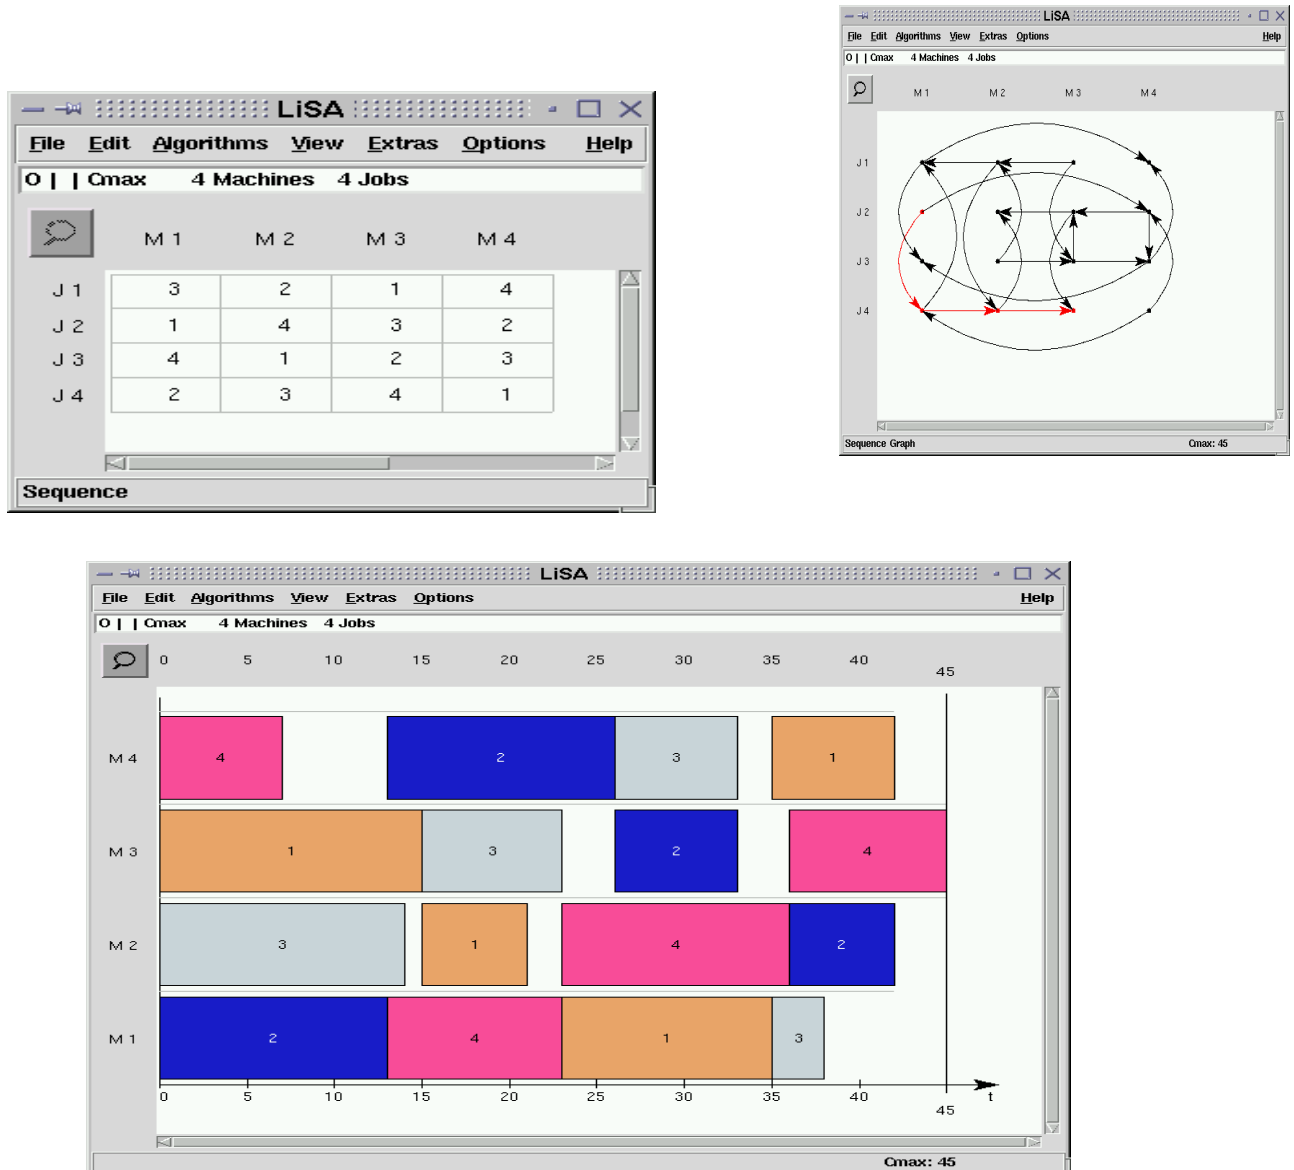 LiSA
File Edit Algorithms View Extras Options Help
O | | Cmax 4 Machines 4 Jobs
M 1 M 2 M 3 M 4
J 1 3 2 1 4
J 2 1 4 3 2
J 3 4 1 2 3
J 4 2 3 4 1
Sequence
LiSA
File Edit Algorithms View Extras Options Help
O | | Cmax 4 Machines 4 Jobs
M 1 M 2 M 3 M 4
J 1
J 2
J 3
J 4
Sequence Graph Cmax: 45
LiSA
File Edit Algorithms View Extras Options Help
O | | Cmax 4 Machines 4 Jobs
0 5 10 15 20 25 30 35 40 45
M 4 4 2 3 1
M 3 1 3 2 4
M 2 3 1 4 2
M 1 2 4 1 3
0 5 10 15 20 25 30 35 40 45 t
Cmax: 45